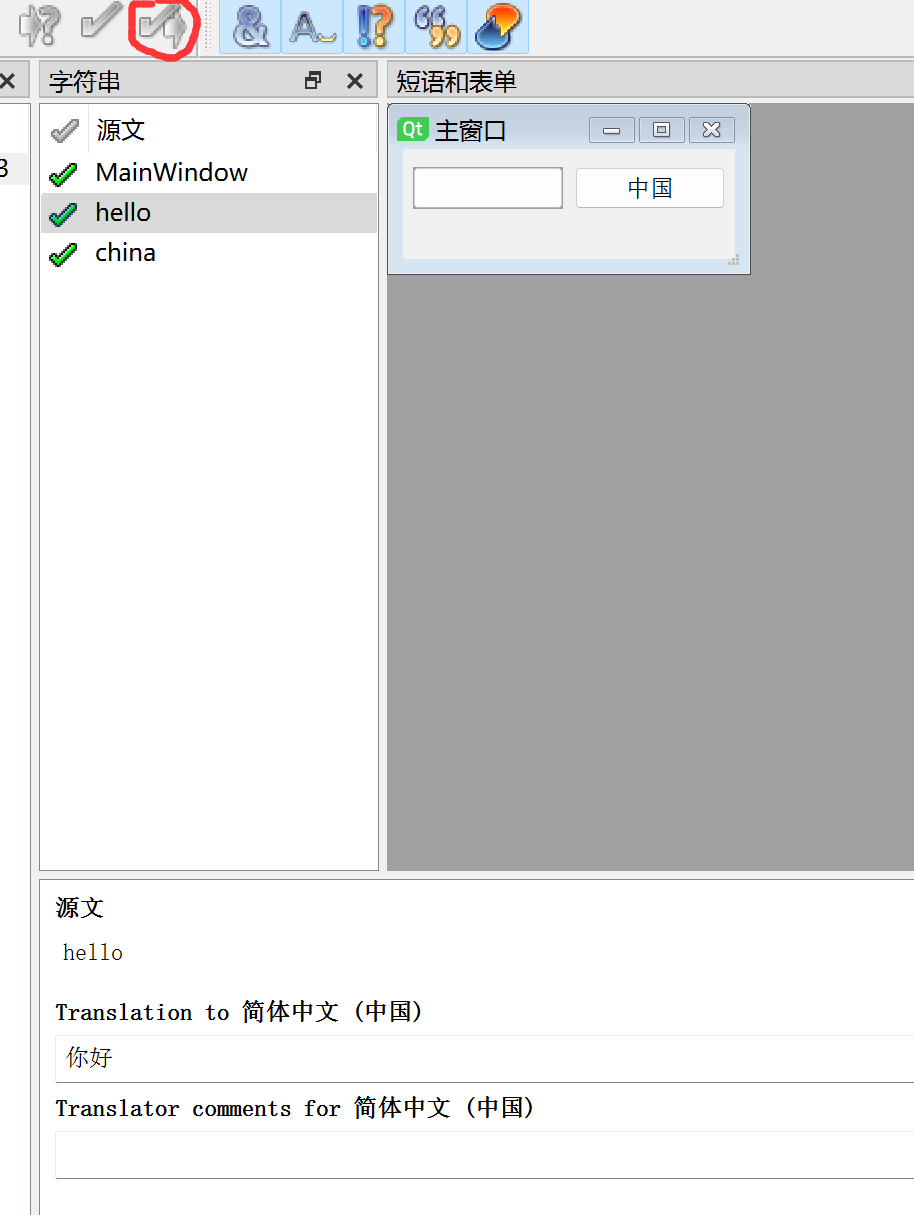 字符串
短语和表单
源文
Qt 主窗口
3
MainWindow
中国
hello
china
源文
hello
Translation to 简体中文 (中国)
你好
Translator comments for 简体中文 (中国)